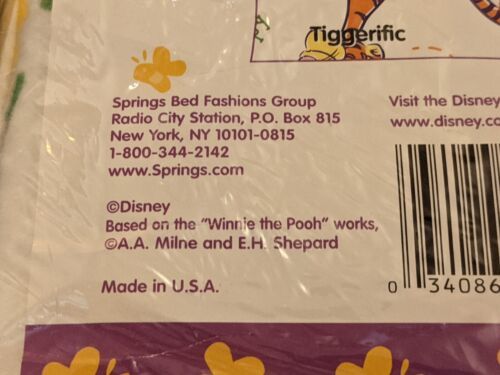 Tiggerific
Springs Bed Fashions Group
Radio City Station, P.O. Box 815
New York, NY 10101-0815
1-800-344-2142
www.Springs.com
Visit the Disney
www.disney.co
©Disney
Based on the "Winnie the Pooh" works,
©A.A. Milne and E.H. Shepard
Made in U.S.A.
0 34086